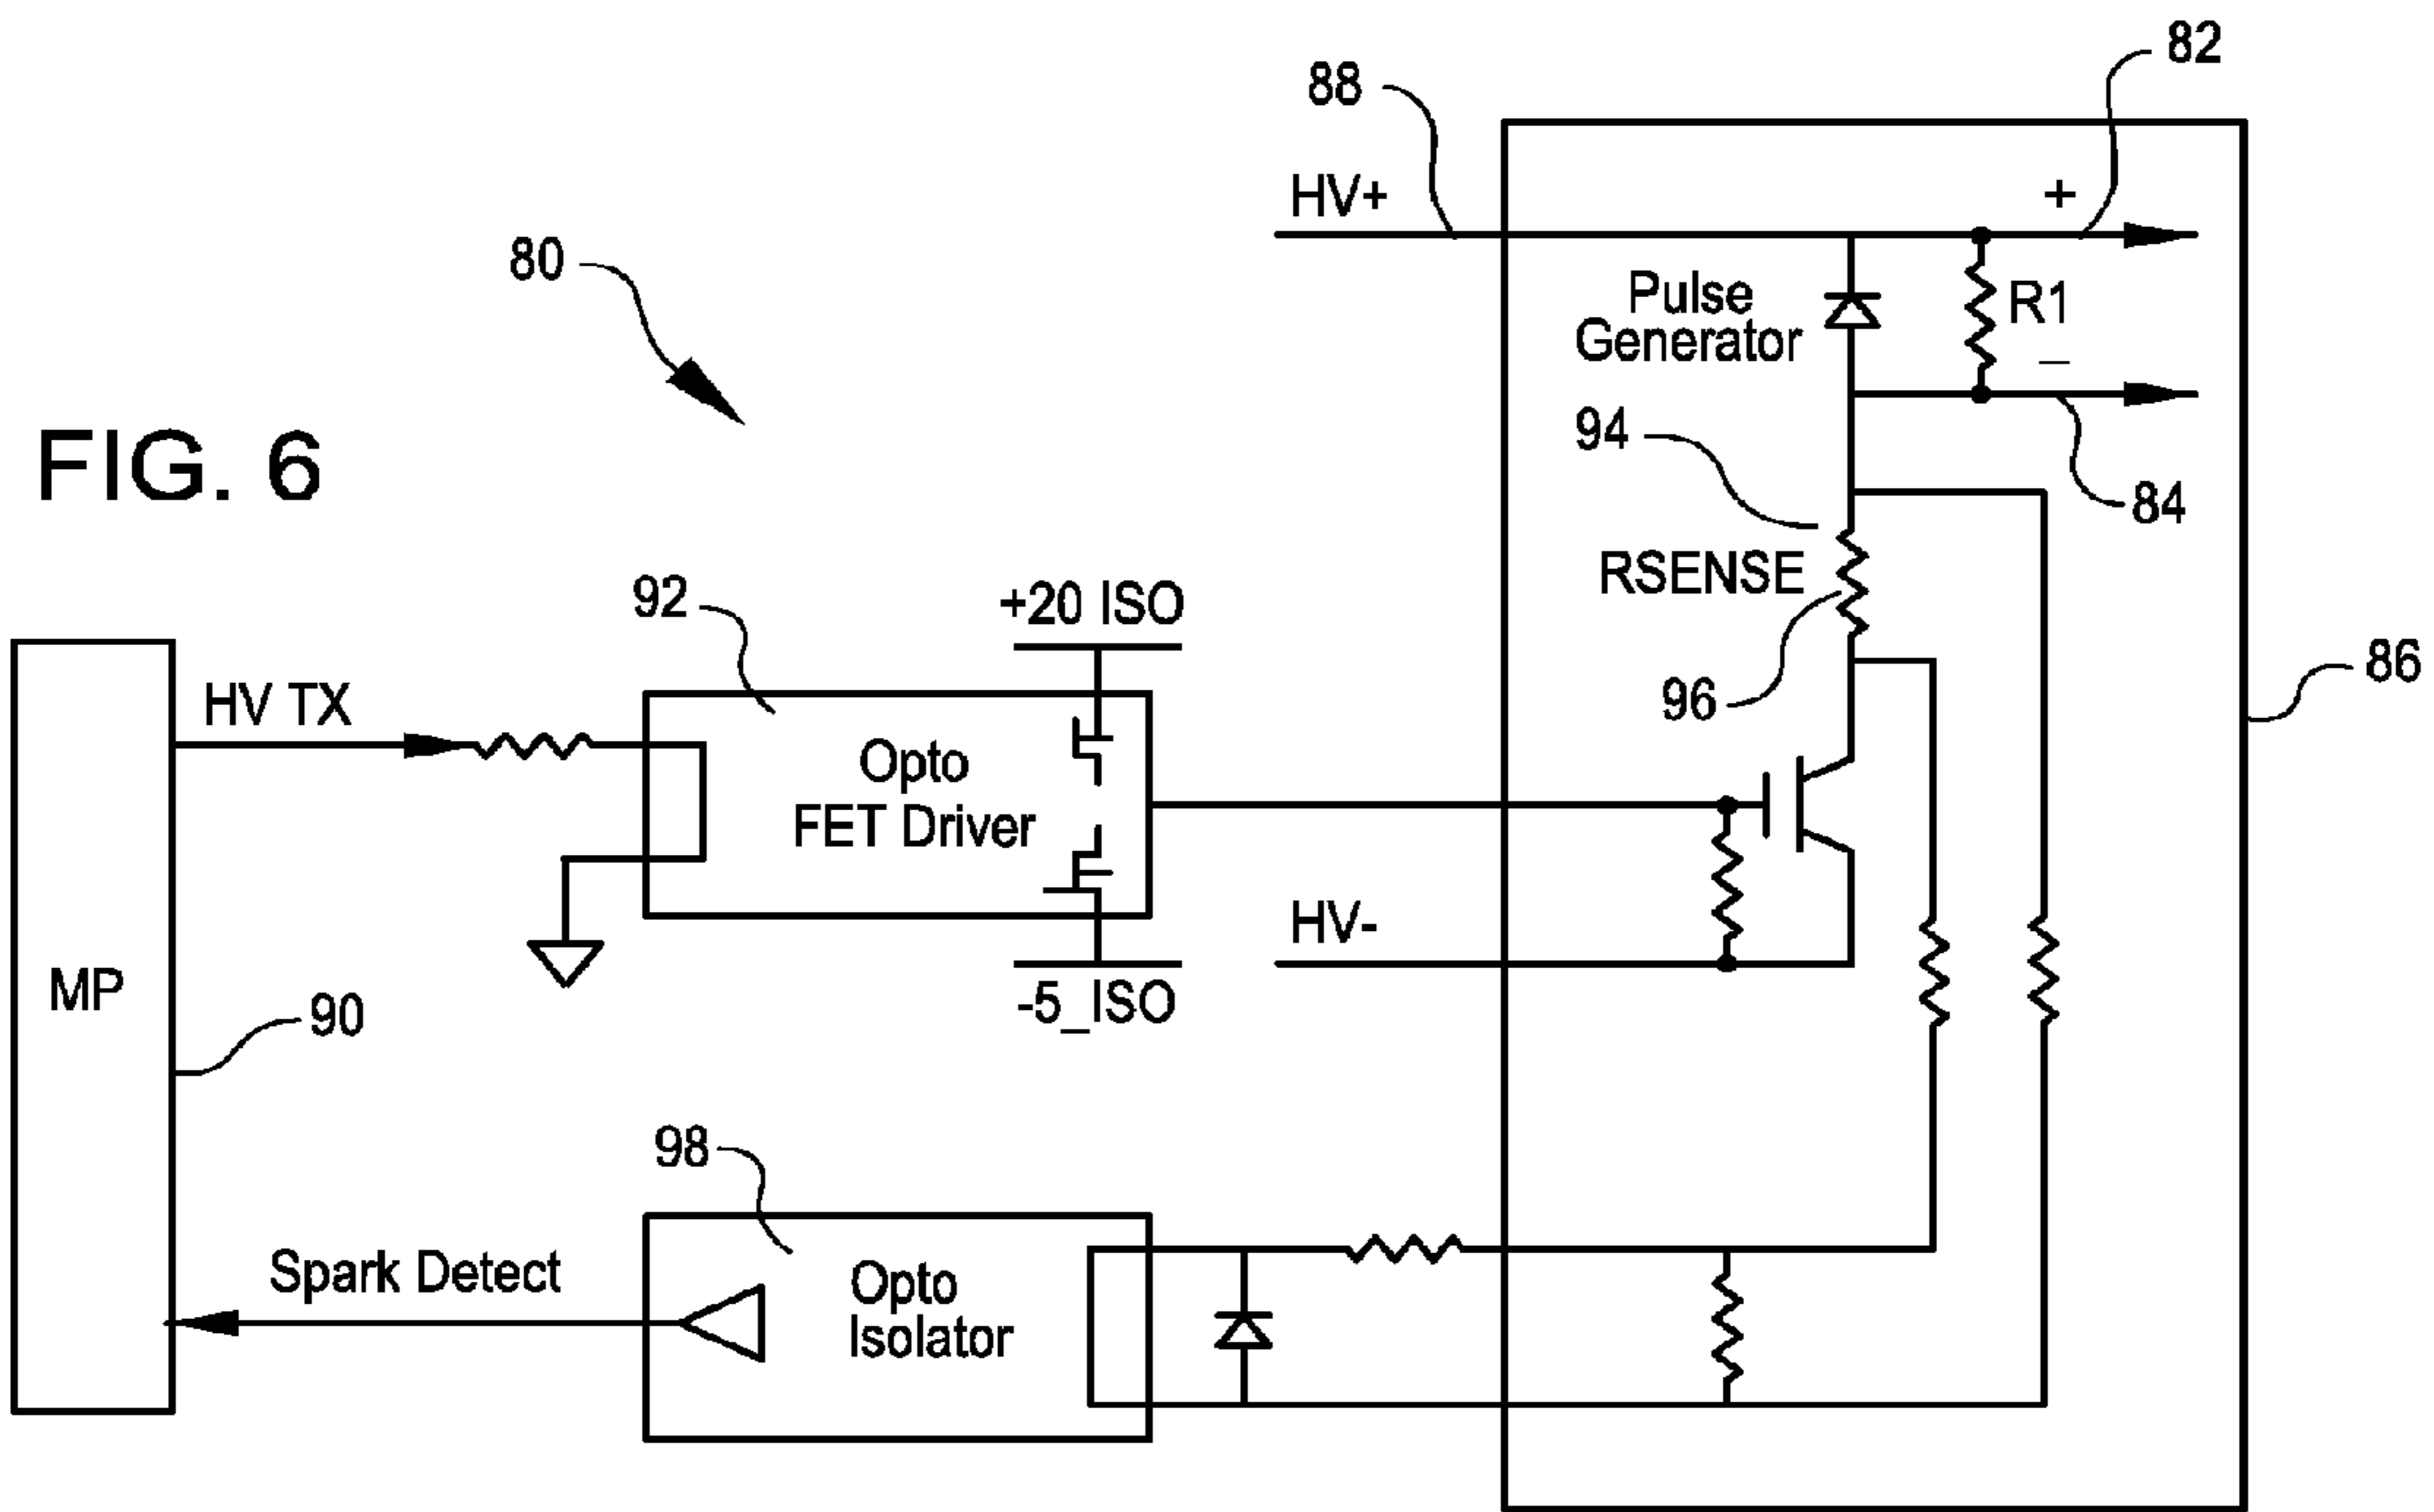 82
88
HV+
+
80
Pulse
Generator
R1
–
94
FIG. 6
84
RSENSE
92
+20 ISO
96
86
HV TX
Opto
FET Driver
HV-
MP
-5_ISO
90
98
Spark Detect
Opto
Isolator